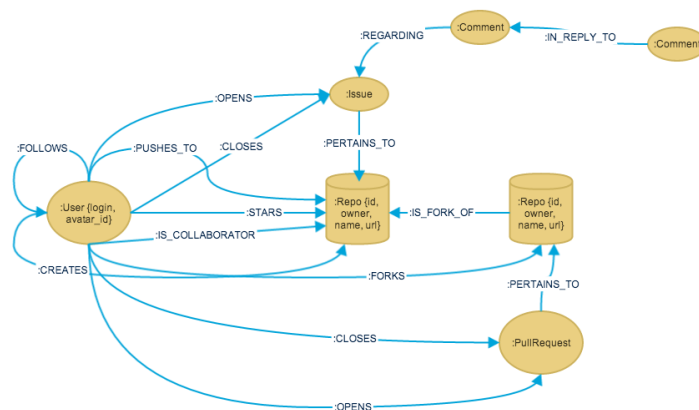 :REGARDING
:Comment
:IN_REPLY_TO
:Comment
:OPENS
:Issue
:FOLLOWS
:PUSHES_TO
:CLOSES
:PERTAINS_TO
:User {login,
avatar_id}
:STARS
:Repo {id,
owner,
name, url}
:IS_FORK_OF
:Repo {id,
owner,
name, url}
:IS_COLLABORATOR
:CREATES
:FORKS
:PERTAINS_TO
:CLOSES
:PullRequest
:OPENS